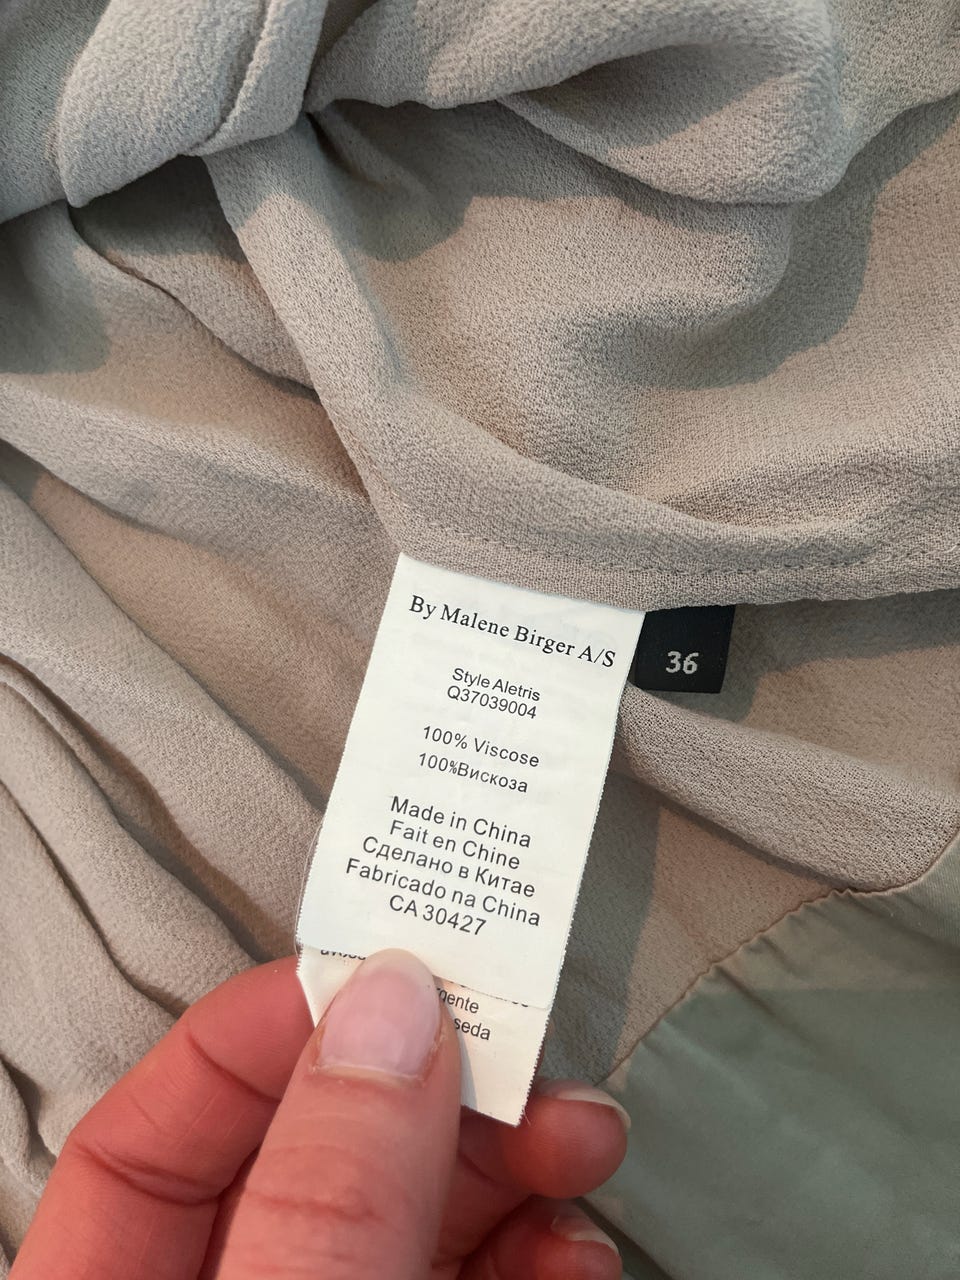 By Malene Birger A/S
36
Style Aletris
Q37039004
100% Viscose
100%Вискоза
Made in China
Fait en Chine
Сделано в Китае
Fabricado na China
CA 30427
seda